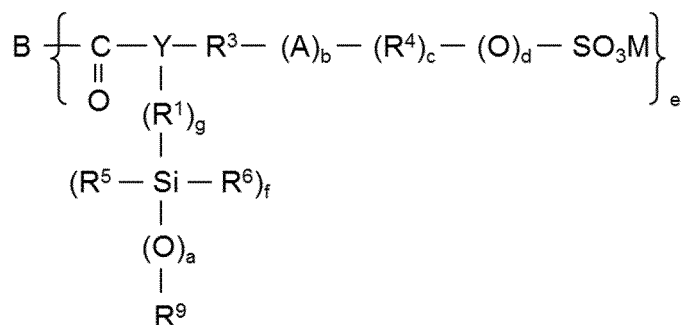 B { C — Y — R³ — (A)b — (R⁴)c — (O)d — SO₃M } e
O
(R¹)g
(R⁵ — Si — R⁶)f
(O)a
R⁹